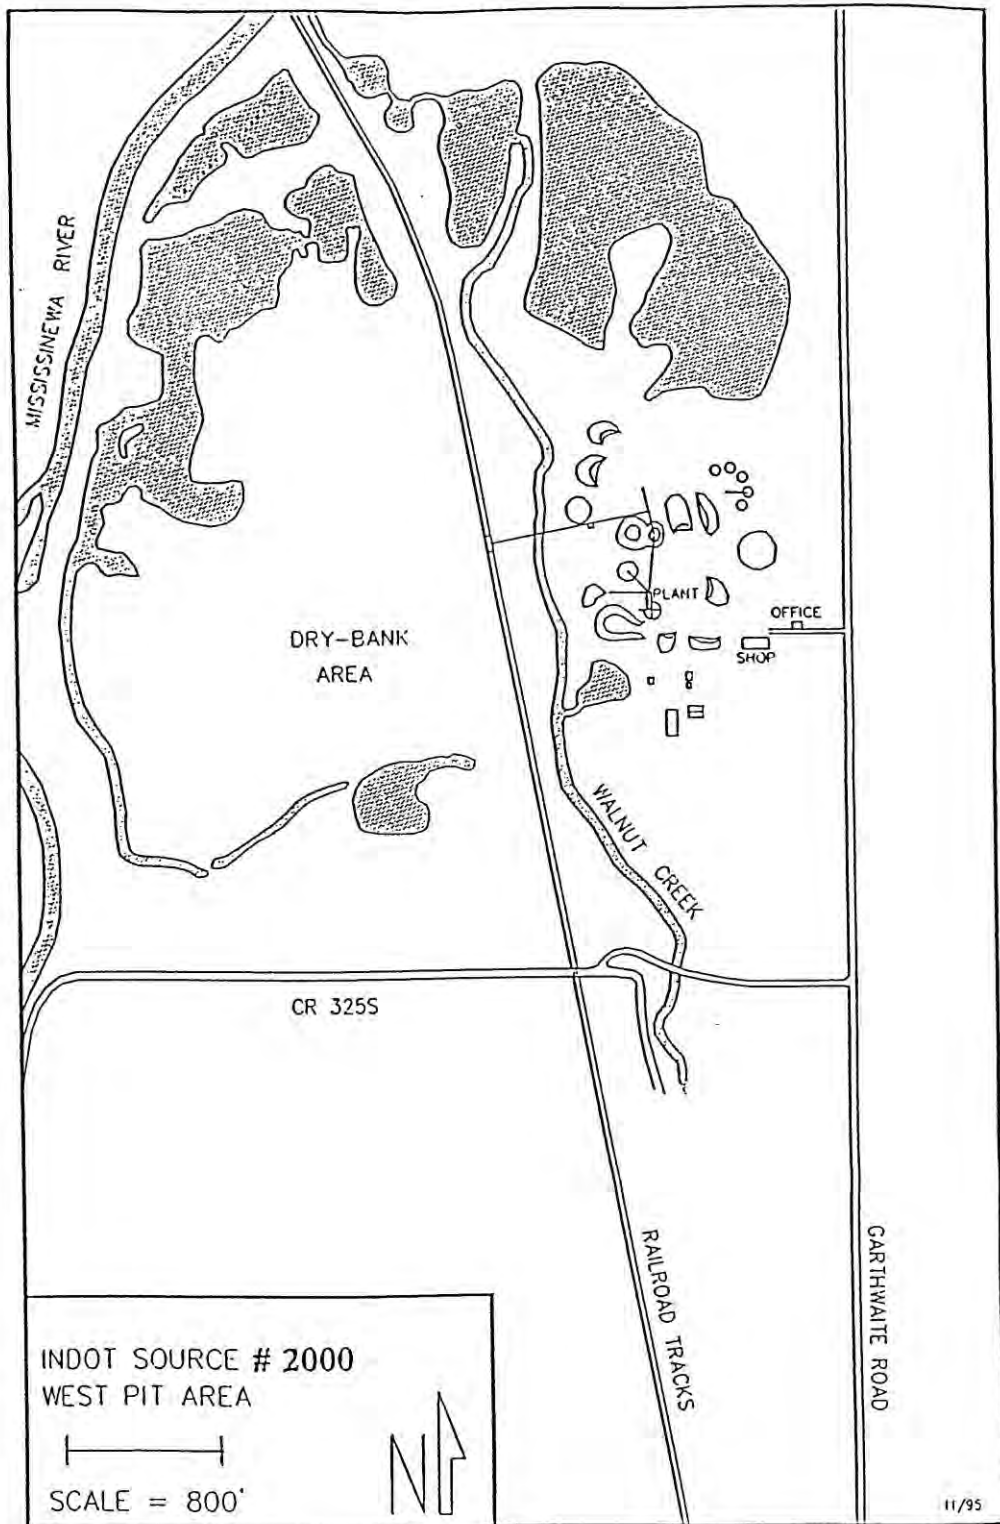 MISSISSINEWA RIVER
DRY-BANK
AREA
PLANT
OFFICE
SHOP
WALNUT CREEK
CR 325S
RAILROAD TRACKS
GARTHWAITE ROAD
INDOT SOURCE # 2000
WEST PIT AREA
SCALE = 800'
N
11/95